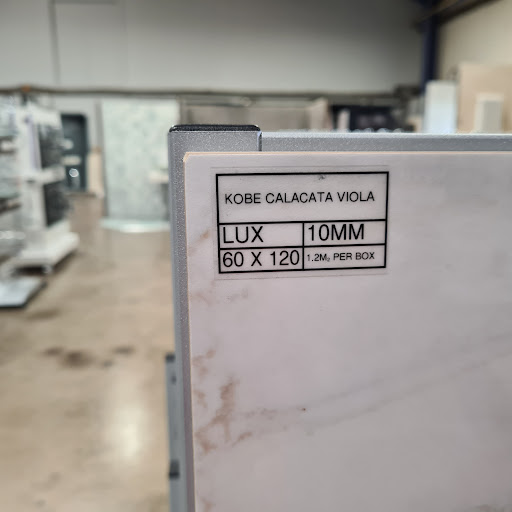 KOBE CALACATA VIOLA
LUX 10MM
60 X 120 1.2M₂ PER BOX